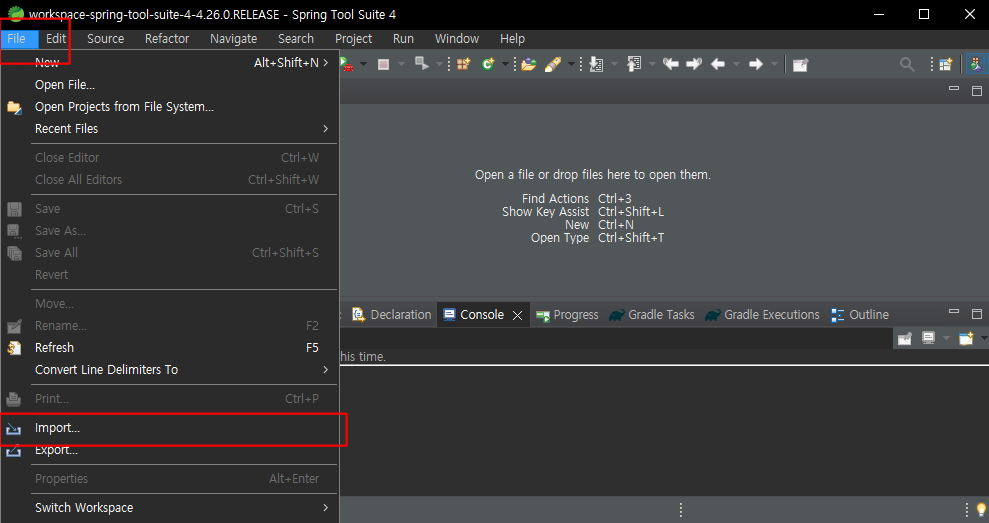 workspace-spring-tool-suite-4-4.26.0.RELEASE - Spring Tool Suite 4
File Edit Source Refactor Navigate Search Project Run Window Help
New Alt+Shift+N
Open File...
Open Projects from File System...
Recent Files
Close Editor Ctrl+W
Close All Editors Ctrl+Shift+W
Save Ctrl+S
Save As...
Save All Ctrl+Shift+S
Revert
Move...
Rename... F2
Refresh F5
Convert Line Delimiters To
Print... Ctrl+P
Import...
Export...
Properties Alt+Enter
Switch Workspace
Open a file or drop files here to open them.
Find Actions Ctrl+3
Show Key Assist Ctrl+Shift+L
New Ctrl+N
Open Type Ctrl+Shift+T
Declaration Console Progress Gradle Tasks Gradle Executions Outline
his time.